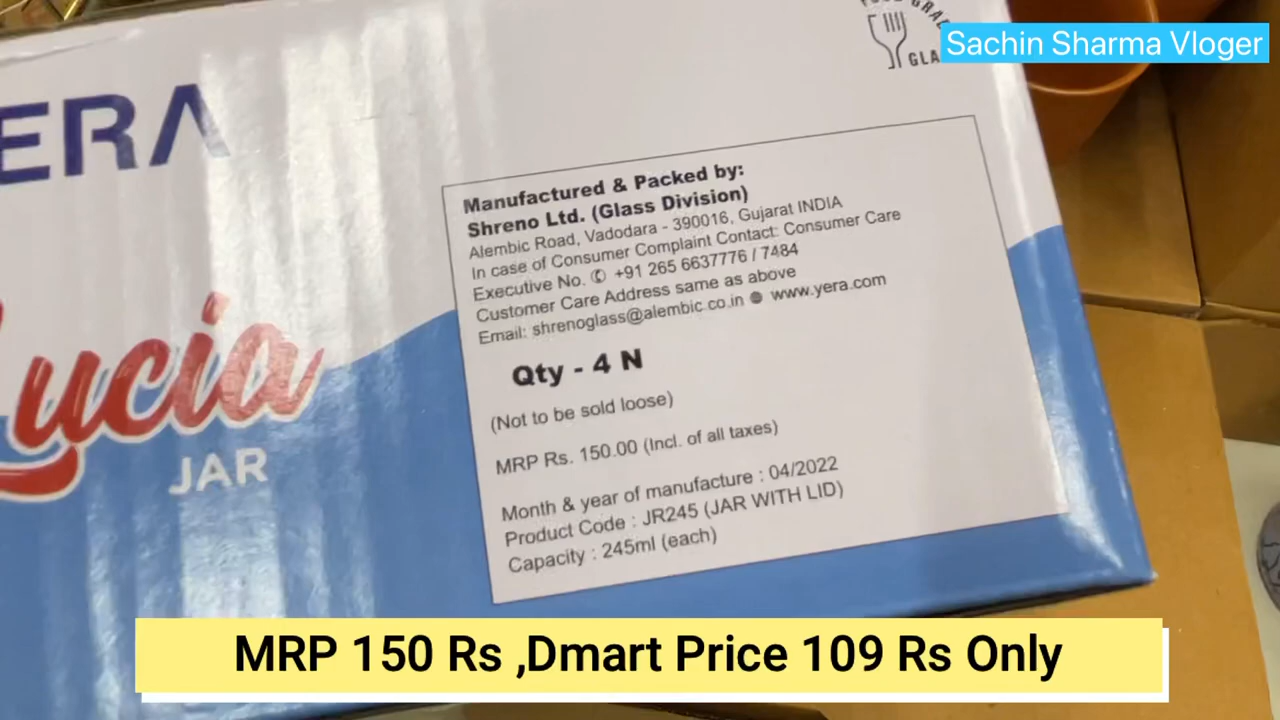 GLA
Sachin Sharma Vloger
ERA
Lucia
JAR
Manufactured & Packed by:
Shreno Ltd. (Glass Division)
Alembic Road, Vadodara - 390016, Gujarat INDIA
In case of Consumer Complaint Contact: Consumer Care
Executive No. ✆ +91 265 6637776 / 7484
Customer Care Address same as above
Email: shrenoglass@alembic.co.in ● www.yera.com
Qty - 4 N
(Not to be sold loose)
MRP Rs. 150.00 (Incl. of all taxes)
Month & year of manufacture : 04/2022
Product Code : JR245 (JAR WITH LID)
Capacity : 245ml (each)
MRP 150 Rs ,Dmart Price 109 Rs Only